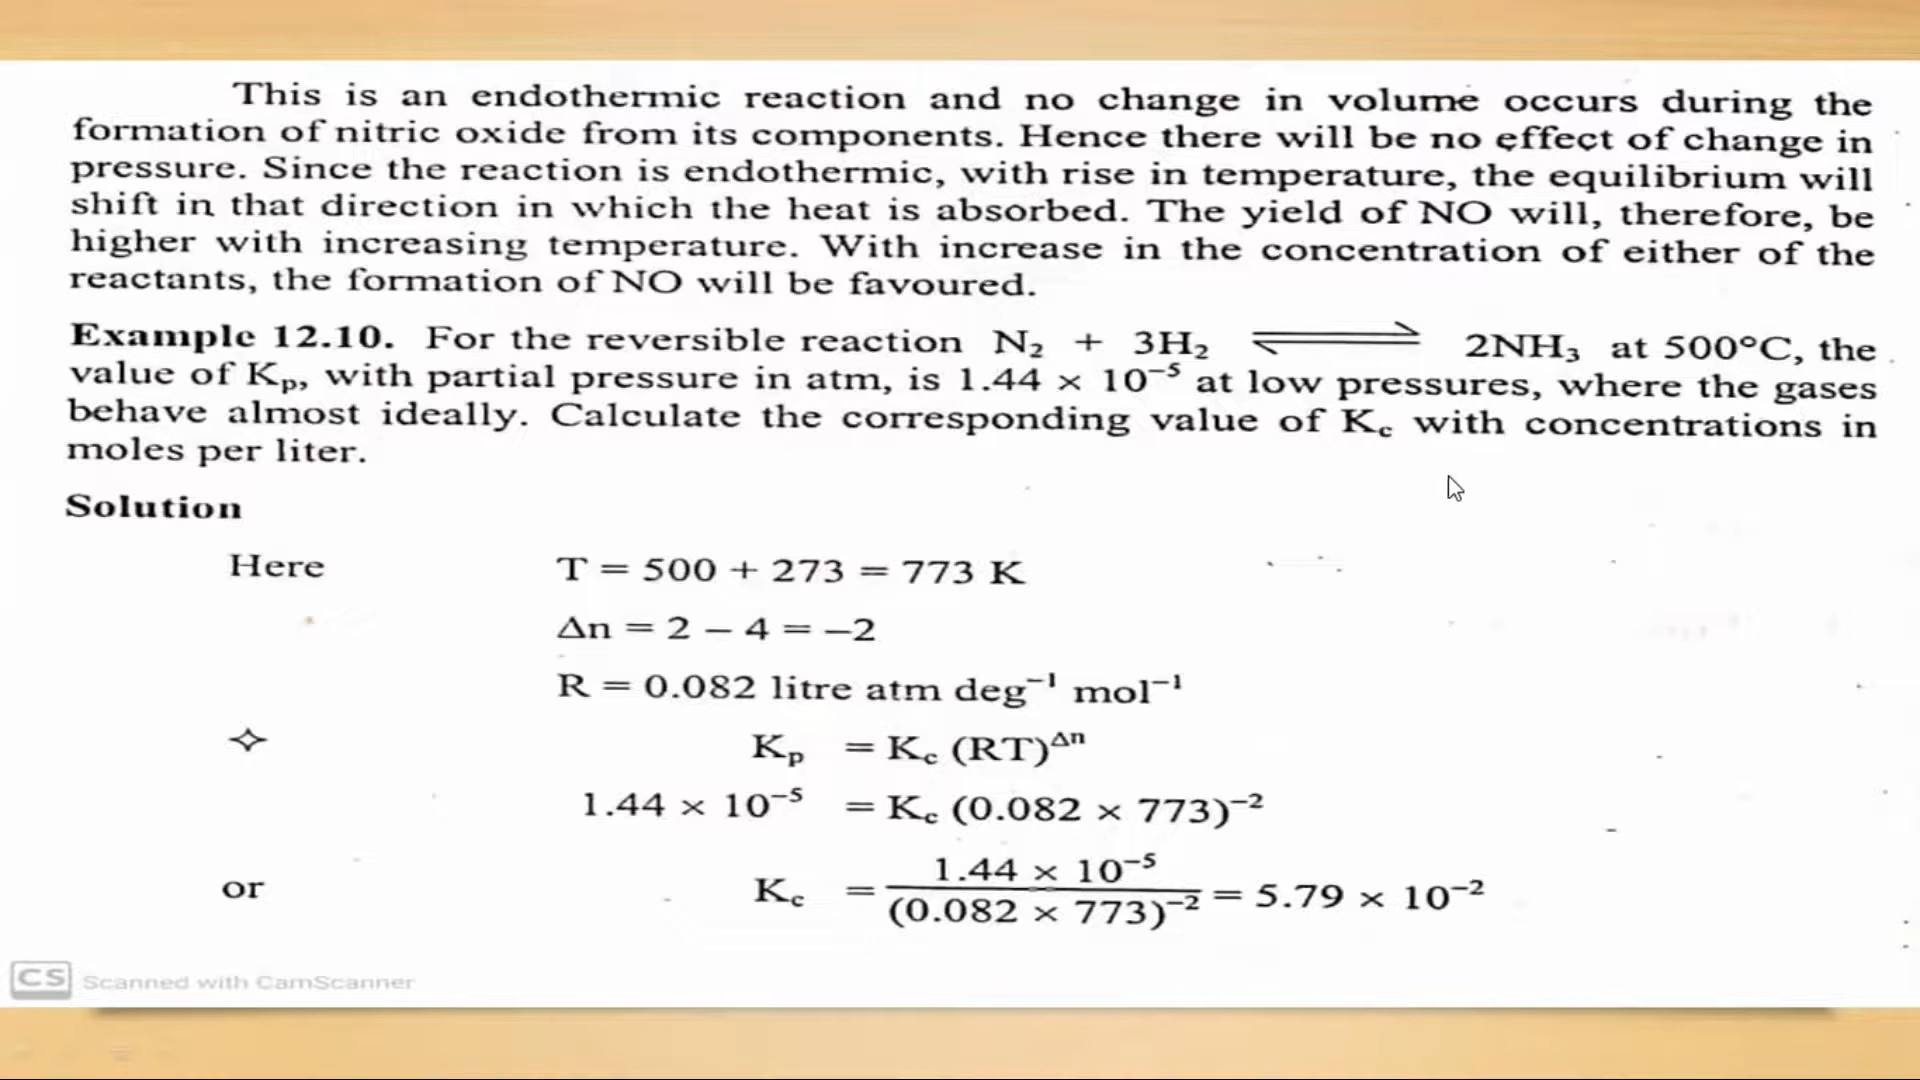 This is an endothermic reaction and no change in volume occurs during the
formation of nitric oxide from its components. Hence there will be no effect of change in
pressure. Since the reaction is endothermic, with rise in temperature, the equilibrium will
shift in that direction in which the heat is absorbed. The yield of NO will, therefore, be
higher with increasing temperature. With increase in the concentration of either of the
reactants, the formation of NO will be favoured.
Example 12.10. For the reversible reaction N₂ + 3H₂ ⇌ 2NH₃ at 500°C, the
value of Kₚ, with partial pressure in atm, is 1.44 × 10⁻⁵ at low pressures, where the gases
behave almost ideally. Calculate the corresponding value of K꜀ with concentrations in
moles per liter.
Solution
Here T = 500 + 273 = 773 K
Δn = 2 – 4 = –2
R = 0.082 litre atm deg⁻¹ mol⁻¹
Kₚ = K꜀ (RT)^Δn
1.44 × 10⁻⁵ = K꜀ (0.082 × 773)⁻²
or K꜀ = 1.44 × 10⁻⁵ / (0.082 × 773)⁻² = 5.79 × 10⁻²
CS Scanned with CamScanner